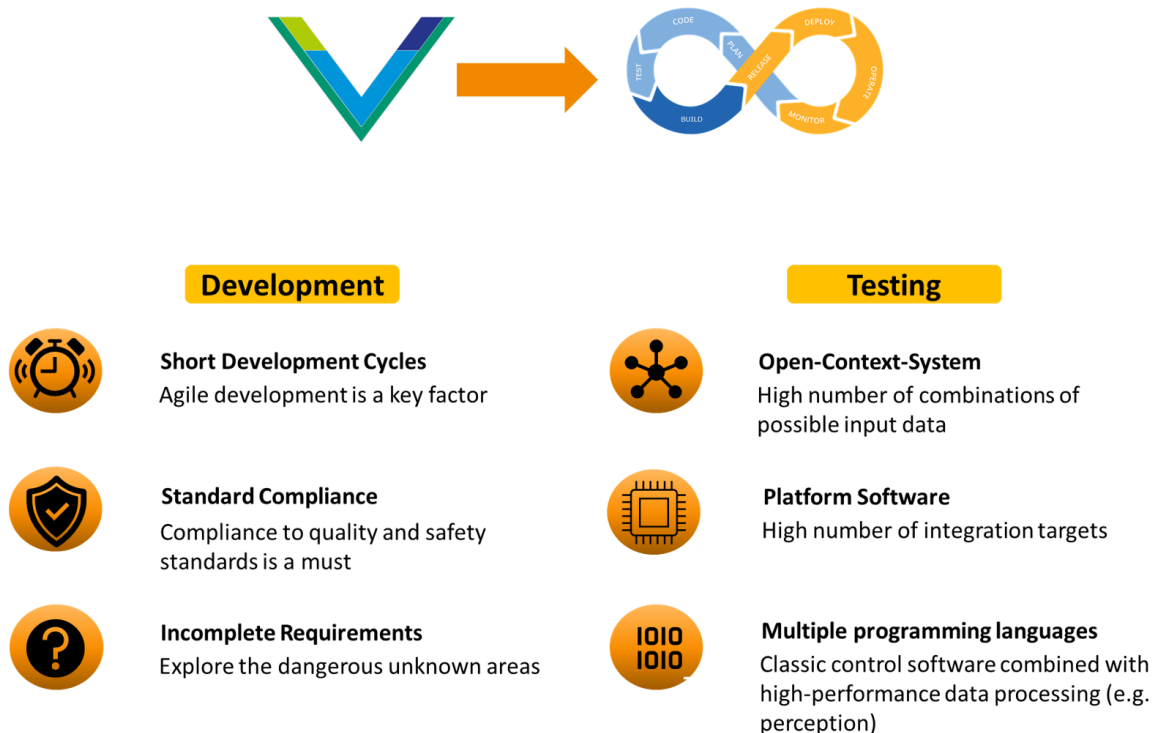 CODE
PLAN
TEST
BUILD
RELEASE
DEPLOY
OPERATE
MONITOR
Development
Short Development Cycles
Agile development is a key factor
Standard Compliance
Compliance to quality and safety
standards is a must
Incomplete Requirements
Explore the dangerous unknown areas
Testing
Open-Context-System
High number of combinations of
possible input data
Platform Software
High number of integration targets
1010
1010
Multiple programming languages
Classic control software combined with
high-performance data processing (e.g.
perception)